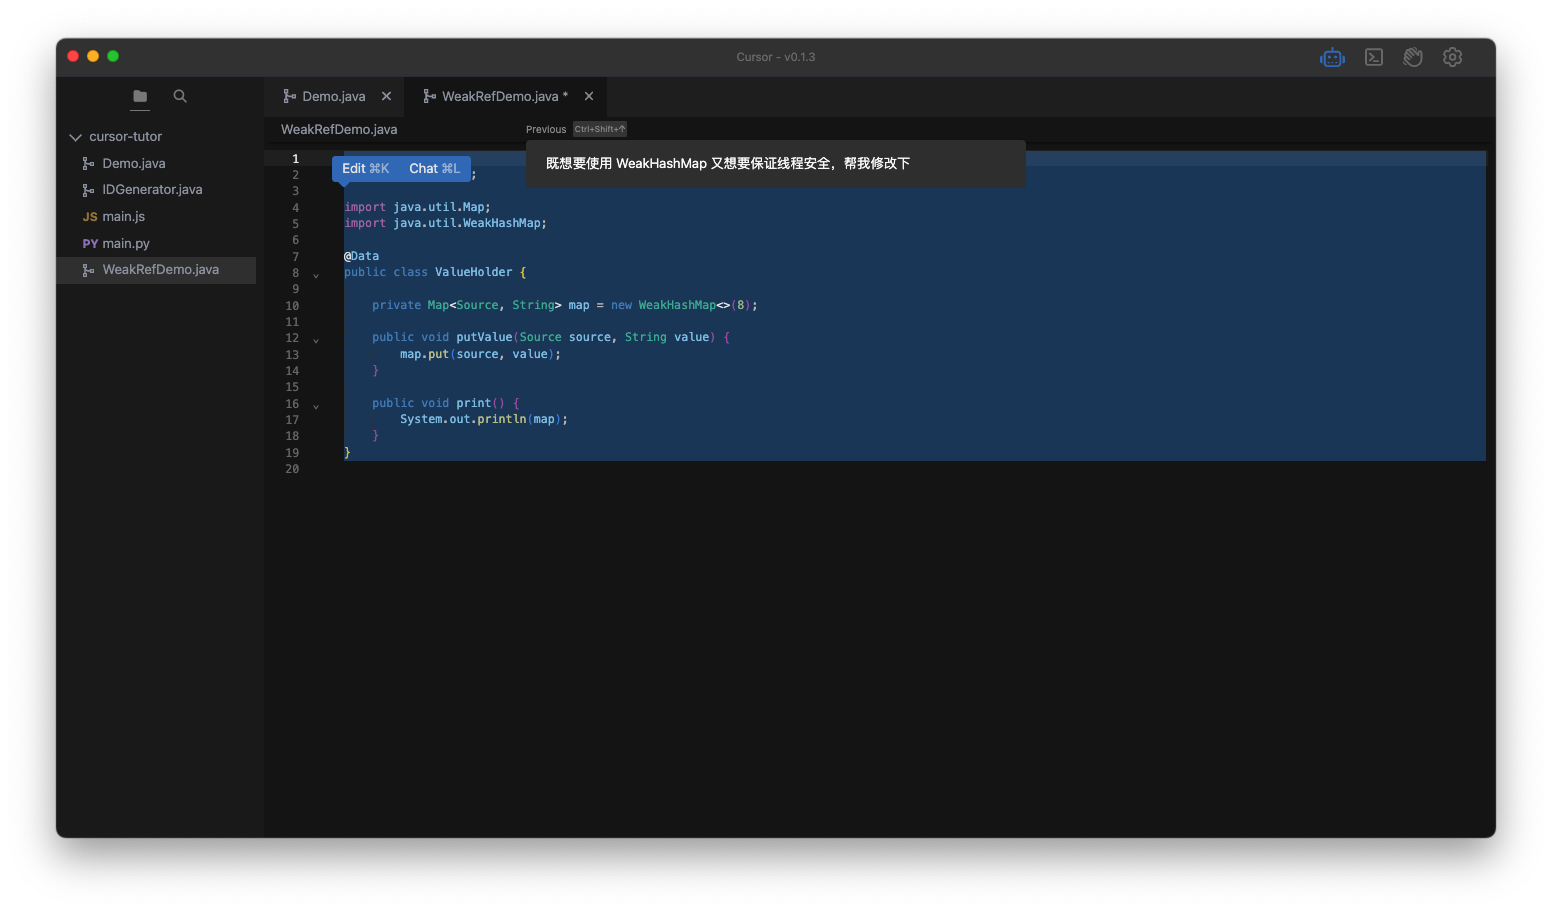 Cursor - v0.1.3
Demo.java
WeakRefDemo.java *
cursor-tutor
Demo.java
IDGenerator.java
JS main.js
PY main.py
WeakRefDemo.java
WeakRefDemo.java
Previous Ctrl+Shift+↑
既想要使用 WeakHashMap 又想要保证线程安全，帮我修改下
Edit ⌘K Chat ⌘L
1
2 ;
3
4 import java.util.Map;
5 import java.util.WeakHashMap;
6
7 @Data
8 public class ValueHolder {
9
10 private Map<Source, String> map = new WeakHashMap<>(8);
11
12 public void putValue(Source source, String value) {
13 map.put(source, value);
14 }
15
16 public void print() {
17 System.out.println(map);
18 }
19 }
20